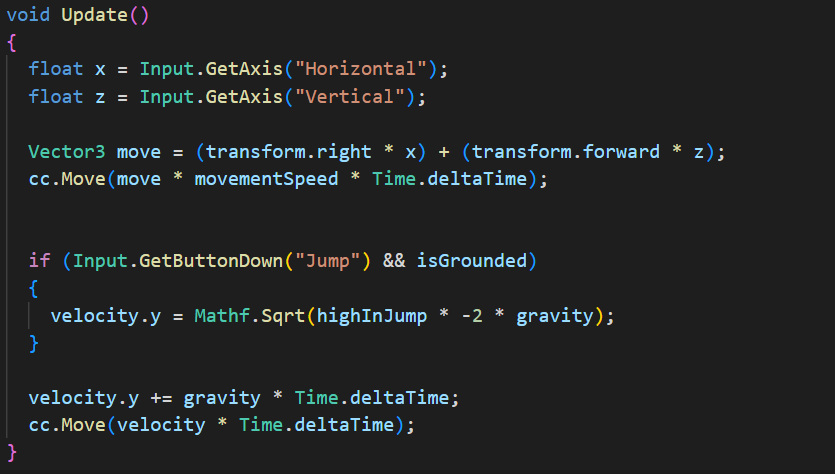 void Update()
{
  float x = Input.GetAxis("Horizontal");
  float z = Input.GetAxis("Vertical");

  Vector3 move = (transform.right * x) + (transform.forward * z);
  cc.Move(move * movementSpeed * Time.deltaTime);


  if (Input.GetButtonDown("Jump") && isGrounded)
  {
    velocity.y = Mathf.Sqrt(highInJump * -2 * gravity);
  }

  velocity.y += gravity * Time.deltaTime;
  cc.Move(velocity * Time.deltaTime);
}